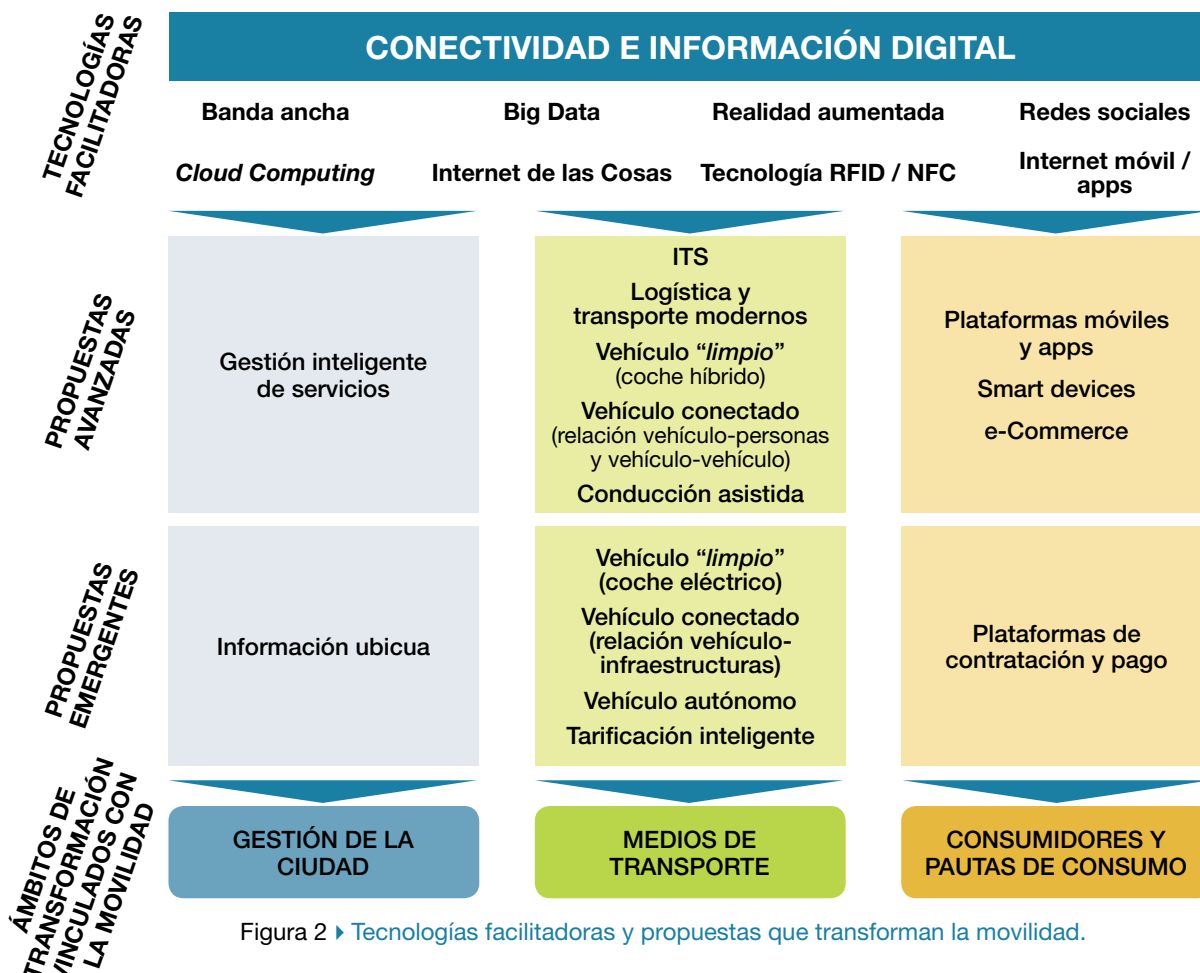 TECNOLOGÍAS
FACILITADORAS
CONECTIVIDAD E INFORMACIÓN DIGITAL
Banda ancha
Big Data
Realidad aumentada
Redes sociales
Cloud Computing
Internet de las Cosas
Tecnología RFID / NFC
Internet móvil /
apps
PROPUESTAS
AVANZADAS
Gestión inteligente
de servicios
ITS
Logística y
transporte modernos
Vehículo “limpio”
(coche híbrido)
Vehículo conectado
(relación vehículo-personas
y vehículo-vehículo)
Conducción asistida
Plataformas móviles
y apps
Smart devices
e-Commerce
PROPUESTAS
EMERGENTES
Información ubicua
Vehículo “limpio”
(coche eléctrico)
Vehículo conectado
(relación vehículo-
infraestructuras)
Vehículo autónomo
Tarificación inteligente
Plataformas de
contratación y pago
ÁMBITOS DE
TRANSFORMACIÓN
VINCULADOS CON
LA MOVILIDAD
GESTIÓN DE LA
CIUDAD
MEDIOS DE
TRANSPORTE
CONSUMIDORES Y
PAUTAS DE CONSUMO
Figura 2 ▸ Tecnologías facilitadoras y propuestas que transforman la movilidad.